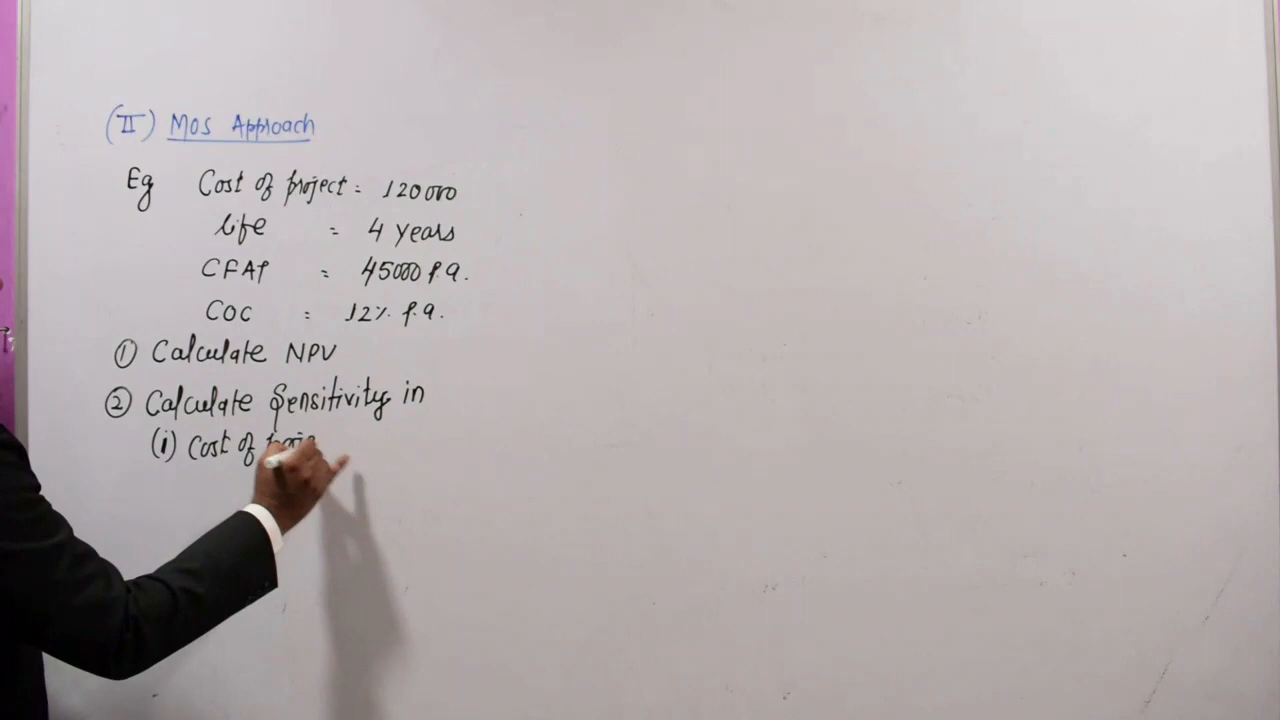 (II) MOS Approach
Eg Cost of project = 120000
life = 4 years
CFAT = 45000 p.a.
COC = 12% p.a.
① Calculate NPV
② Calculate Sensitivity in
(i) Cost of